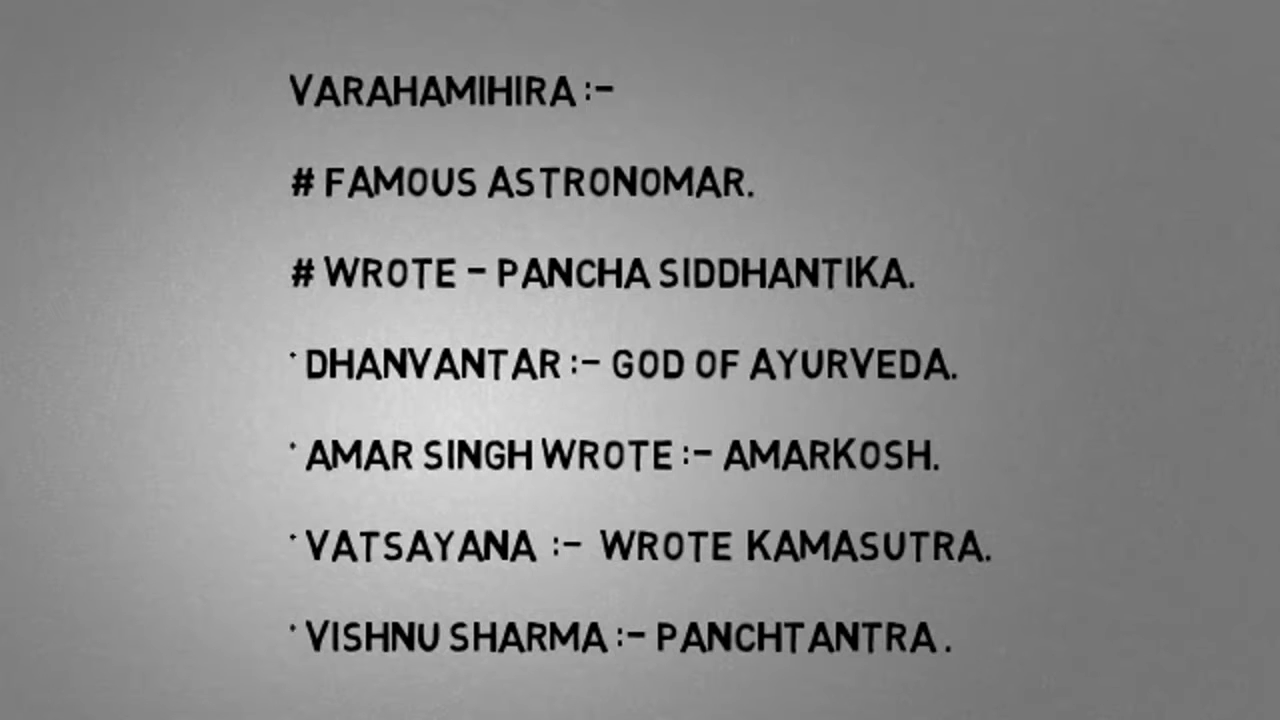 VARAHAMIHIRA :-
# FAMOUS ASTRONOMAR.
# WROTE - PANCHA SIDDHANTIKA.
· DHANVANTAR :- GOD OF AYURVEDA.
· AMAR SINGH WROTE :- AMARKOSH.
· VATSAYANA :- WROTE KAMASUTRA.
· VISHNU SHARMA :- PANCHTANTRA .